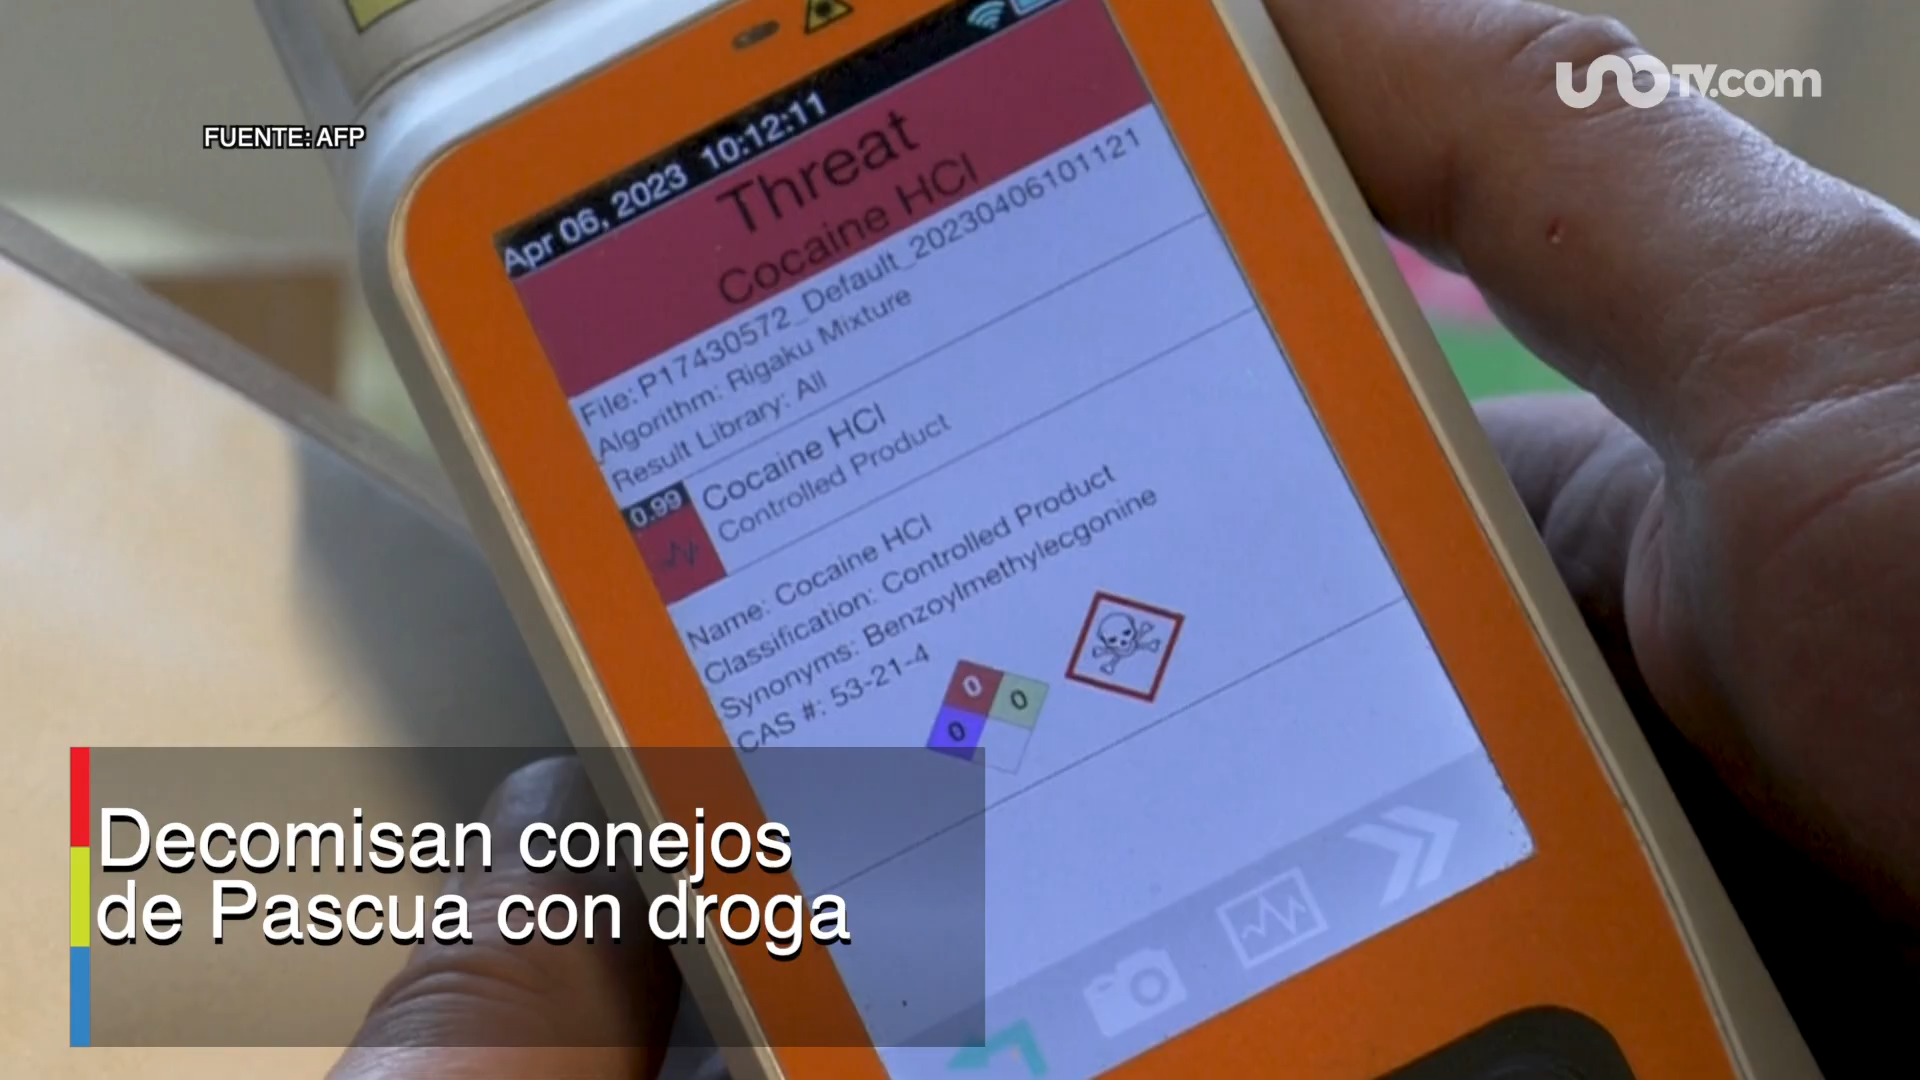 UNOTV.com
FUENTE: AFP
Apr 06, 2023 10:12:11
Threat
Cocaine HCl
File: P17430572_Default_20230406101121
Algorithm: Rigaku Mixture
Result Library: All
0.99
Cocaine HCl
Controlled Product
Name: Cocaine HCl
Classification: Controlled Product
Synonyms: Benzoylmethylecgonine
CAS #: 53-21-4
0
0
0
Decomisan conejos
de Pascua con droga